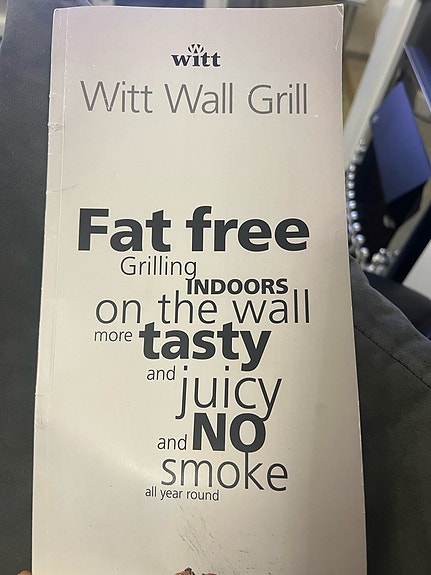 witt
Witt Wall Grill
Fat free
Grilling
INDOORS
on the wall
more tasty
and juicy
and NO
smoke
all year round